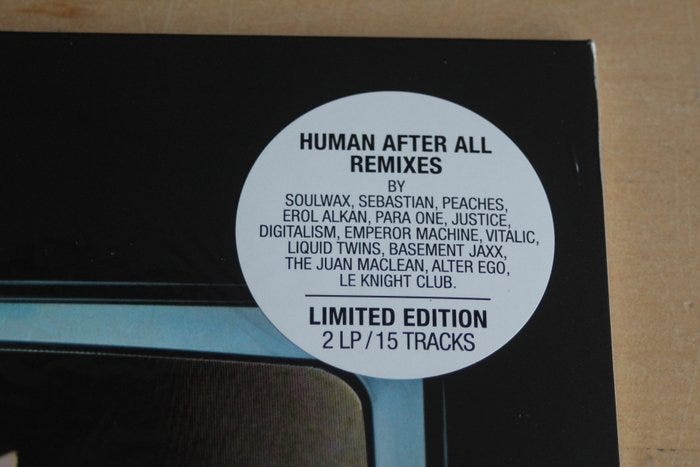 HUMAN AFTER ALL
REMIXES
BY
SOULWAX, SEBASTIAN, PEACHES,
EROL ALKAN, PARA ONE, JUSTICE,
DIGITALISM, EMPEROR MACHINE, VITALIC,
LIQUID TWINS, BASEMENT JAXX,
THE JUAN MACLEAN, ALTER EGO,
LE KNIGHT CLUB.
LIMITED EDITION
2 LP / 15 TRACKS